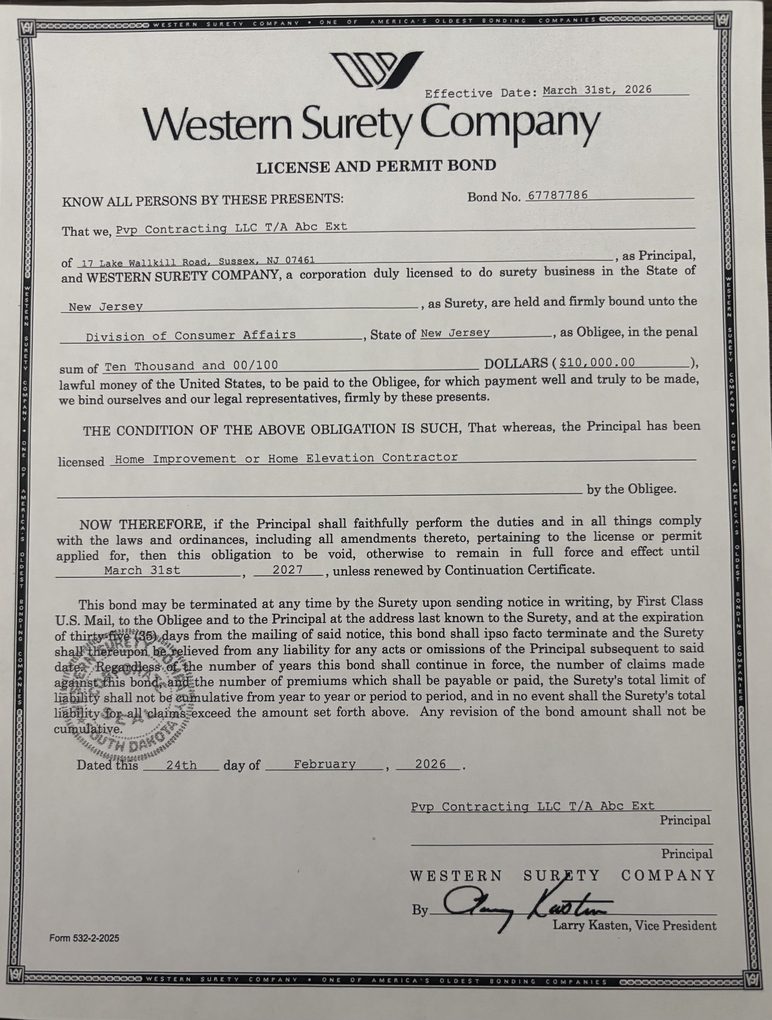 WESTERN SURETY COMPANY • ONE OF AMERICA'S OLDEST BONDING COMPANIES
Effective Date: March 31st, 2026
Western Surety Company
LICENSE AND PERMIT BOND
KNOW ALL PERSONS BY THESE PRESENTS: Bond No. 67787786
That we, Pvp Contracting LLC T/A Abc Ext
of 17 Lake Wallkill Road, Sussex, NJ 07461, as Principal,
and WESTERN SURETY COMPANY, a corporation duly licensed to do surety business in the State of
New Jersey, as Surety, are held and firmly bound unto the
Division of Consumer Affairs, State of New Jersey, as Obligee, in the penal
sum of Ten Thousand and 00/100 DOLLARS ($10,000.00),
lawful money of the United States, to be paid to the Obligee, for which payment well and truly to be made,
we bind ourselves and our legal representatives, firmly by these presents.
THE CONDITION OF THE ABOVE OBLIGATION IS SUCH, That whereas, the Principal has been
licensed Home Improvement or Home Elevation Contractor
by the Obligee.
NOW THEREFORE, if the Principal shall faithfully perform the duties and in all things comply
with the laws and ordinances, including all amendments thereto, pertaining to the license or permit
applied for, then this obligation to be void, otherwise to remain in full force and effect until
March 31st, 2027, unless renewed by Continuation Certificate.
This bond may be terminated at any time by the Surety upon sending notice in writing, by First Class
U.S. Mail, to the Obligee and to the Principal at the address last known to the Surety, and at the expiration
of thirty-five (35) days from the mailing of said notice, this bond shall ipso facto terminate and the Surety
shall thereupon be relieved from any liability for any acts or omissions of the Principal subsequent to said
date. Regardless of the number of years this bond shall continue in force, the number of claims made
against this bond, and the number of premiums which shall be payable or paid, the Surety's total limit of
liability shall not be cumulative from year to year or period to period, and in no event shall the Surety's total
liability for all claims exceed the amount set forth above. Any revision of the bond amount shall not be
cumulative.
SOUTH DAKOTA
Dated this 24th day of February, 2026.
Pvp Contracting LLC T/A Abc Ext
Principal
Principal
WESTERN SURETY COMPANY
By Larry Kasten
Larry Kasten, Vice President
Form 532-2-2025
WESTERN SURETY COMPANY • ONE OF AMERICA'S OLDEST BONDING COMPANIES